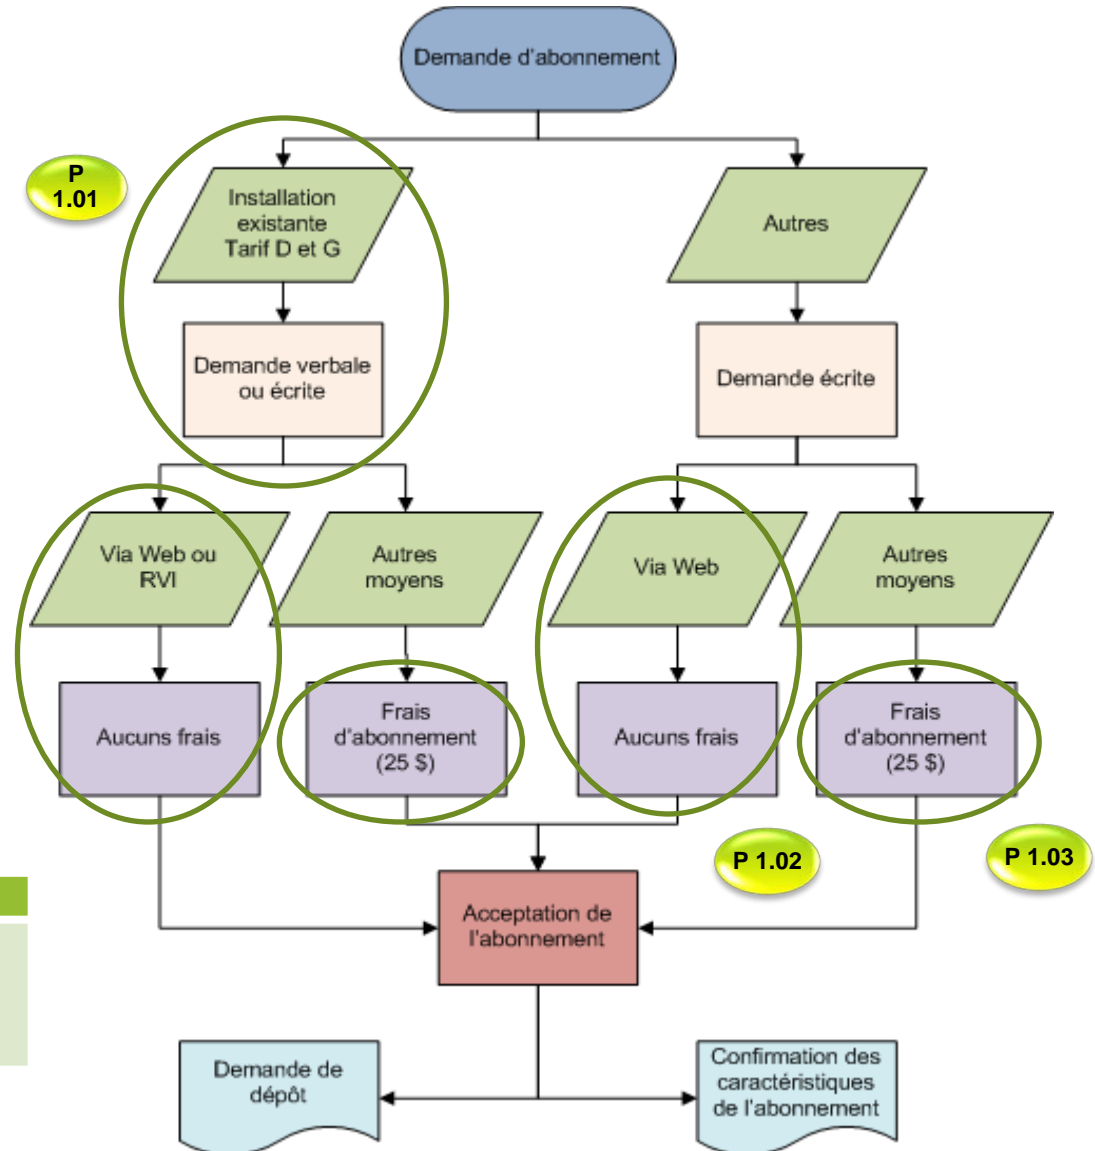 Demande d'abonnement
P
1.01
Installation
existante
Tarif D et G
Autres
Demande verbale
ou écrite
Demande écrite
Via Web ou
RVI
Autres
moyens
Via Web
Autres
moyens
Aucuns frais
Frais
d'abonnement
(25 $)
Aucuns frais
Frais
d'abonnement
(25 $)
P 1.02
P 1.03
Acceptation de
l'abonnement
Demande de
dépôt
Confirmation des
caractéristiques
de l'abonnement